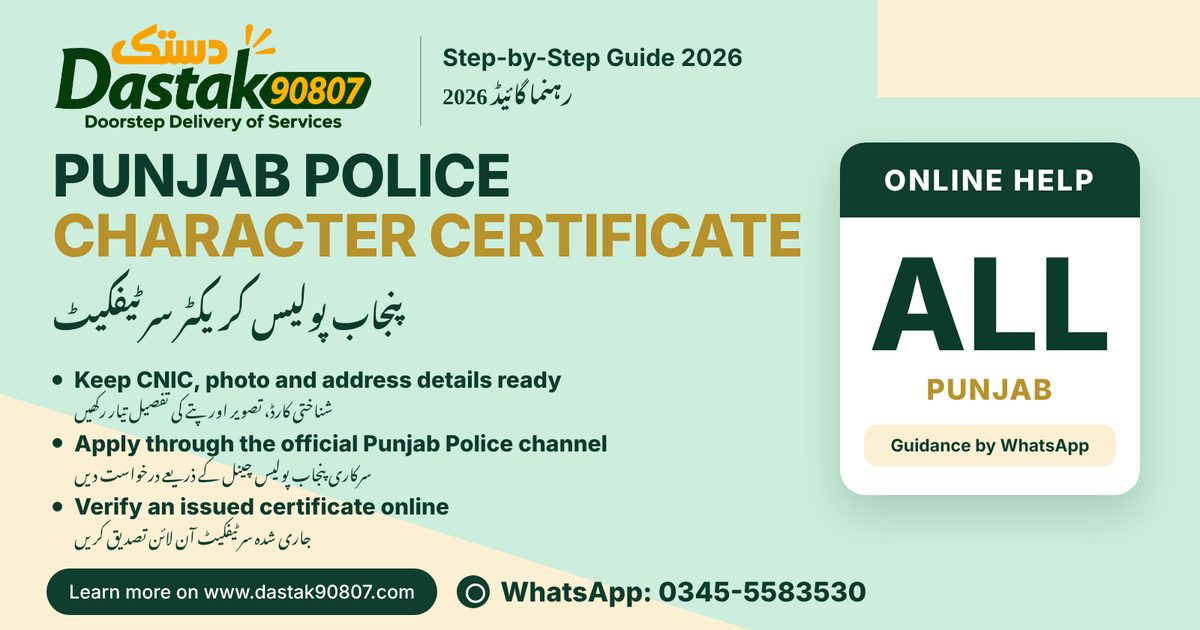 دستک
Dastak 90807
Doorstep Delivery of Services
Step-by-Step Guide 2026
رہنما گائیڈ 2026
PUNJAB POLICE
CHARACTER CERTIFICATE
پنجاب پولیس کریکٹر سرٹیفکیٹ
Keep CNIC, photo and address details ready
شناختی کارڈ، تصویر اور پتے کی تفصیل تیار رکھیں
Apply through the official Punjab Police channel
سرکاری پنجاب پولیس چینل کے ذریعے درخواست دیں
Verify an issued certificate online
جاری شدہ سرٹیفکیٹ آن لائن تصدیق کریں
Learn more on www.dastak90807.com
WhatsApp: 0345-5583530
ONLINE HELP
ALL
PUNJAB
Guidance by WhatsApp